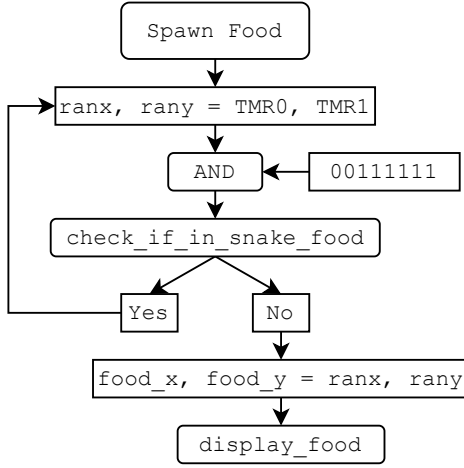 Spawn Food
ranx, rany = TMR0, TMR1
AND
00111111
check_if_in_snake_food
Yes
No
food_x, food_y = ranx, rany
display_food